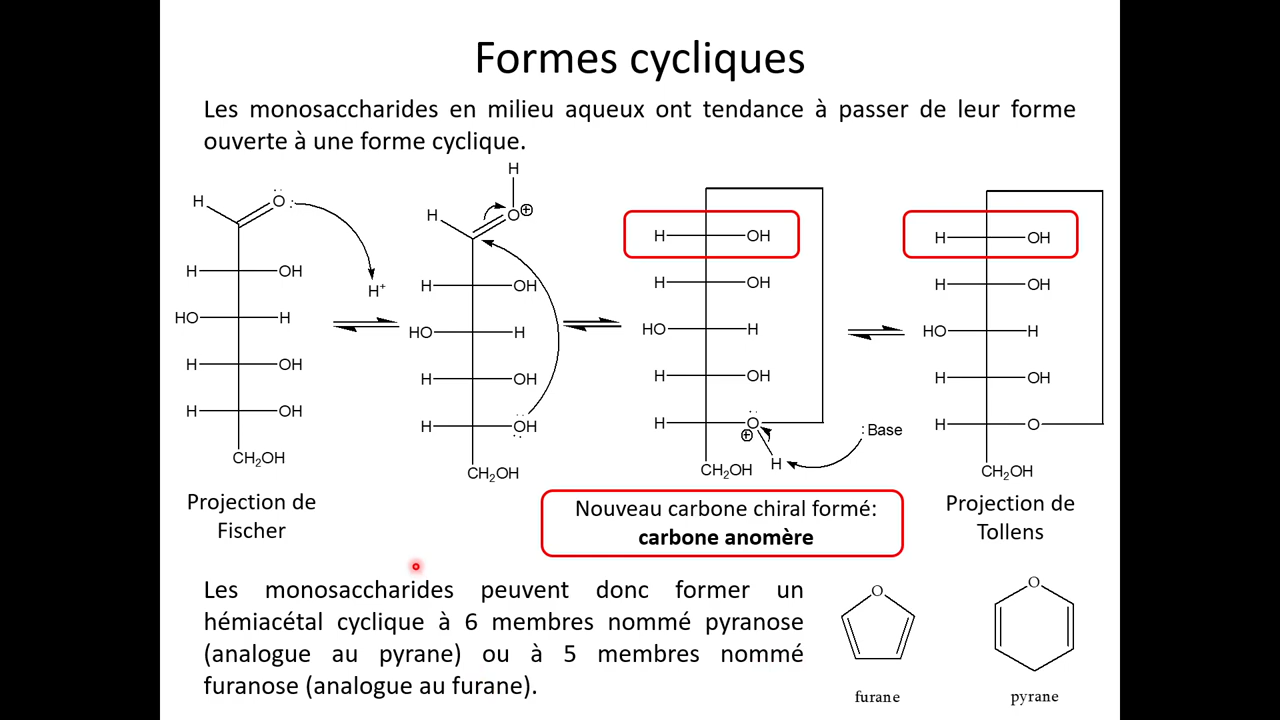 Formes cycliques
Les monosaccharides en milieu aqueux ont tendance à passer de leur forme
ouverte à une forme cyclique.
H O
H OH
HO H
H OH
H OH
CH₂OH
H⁺
H
H O ⊕
H OH
HO H
H OH
H OH
CH₂OH
H OH
H OH
HO H
H OH
H O
⊕
H
CH₂OH
:Base
H OH
H OH
HO H
H OH
H O
CH₂OH
Projection de
Fischer
Nouveau carbone chiral formé:
carbone anomère
Projection de
Tollens
Les monosaccharides peuvent donc former un
hémiacétal cyclique à 6 membres nommé pyranose
(analogue au pyrane) ou à 5 membres nommé
furanose (analogue au furane).
O
furane
O
pyrane